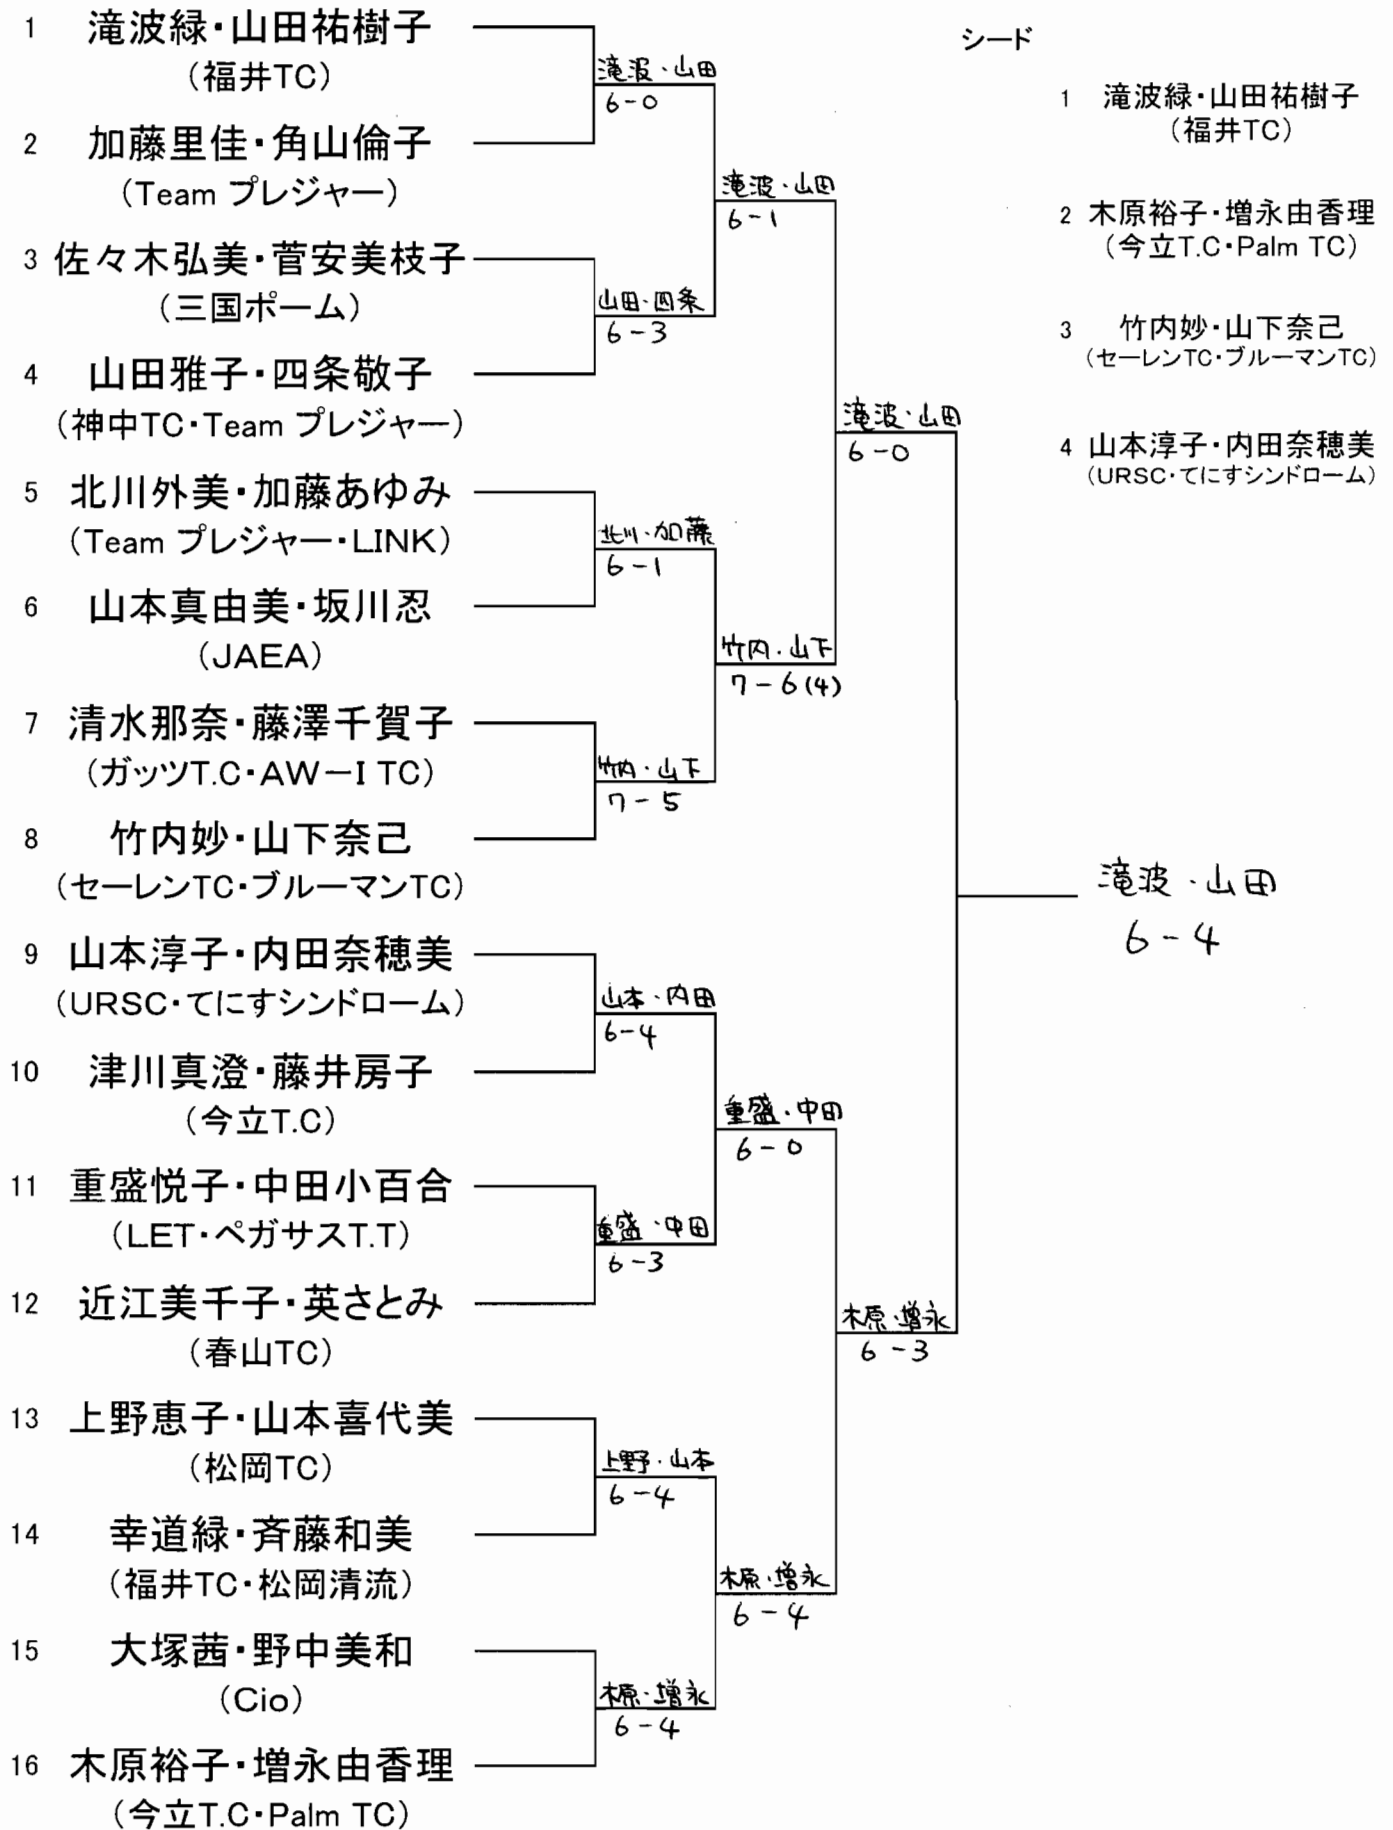 1 滝波緑・山田祐樹子
(福井TC)
2 加藤里佳・角山倫子
(Team プレジャー)
3 佐々木弘美・菅安美枝子
(三国ポーム)
4 山田雅子・四条敬子
(神中TC・Team プレジャー)
5 北川外美・加藤あゆみ
(Team プレジャー・LINK)
6 山本真由美・坂川忍
(JAEA)
7 清水那奈・藤澤千賀子
(ガッツT.C・AW－I TC)
8 竹内妙・山下奈己
(セーレンTC・ブルーマンTC)
9 山本淳子・内田奈穂美
(URSC・てにすシンドローム)
10 津川真澄・藤井房子
(今立T.C)
11 重盛悦子・中田小百合
(LET・ペガサスT.T)
12 近江美千子・英さとみ
(春山TC)
13 上野恵子・山本喜代美
(松岡TC)
14 幸道緑・斉藤和美
(福井TC・松岡清流)
15 大塚茜・野中美和
(Cio)
16 木原裕子・増永由香理
(今立T.C・Palm TC)
滝波・山田
6-0
山田・四条
6-3
北川・加藤
6-1
竹内・山下
7-5
山本・内田
6-4
重盛・中田
6-3
上野・山本
6-4
木原・増永
6-4
滝波・山田
6-1
竹内・山下
7-6(4)
重盛・中田
6-0
木原・増永
6-4
滝波・山田
6-0
木原・増永
6-3
滝波・山田
6-4
シード
1 滝波緑・山田祐樹子
(福井TC)
2 木原裕子・増永由香理
(今立T.C・Palm TC)
3 竹内妙・山下奈己
(セーレンTC・ブルーマンTC)
4 山本淳子・内田奈穂美
(URSC・てにすシンドローム)